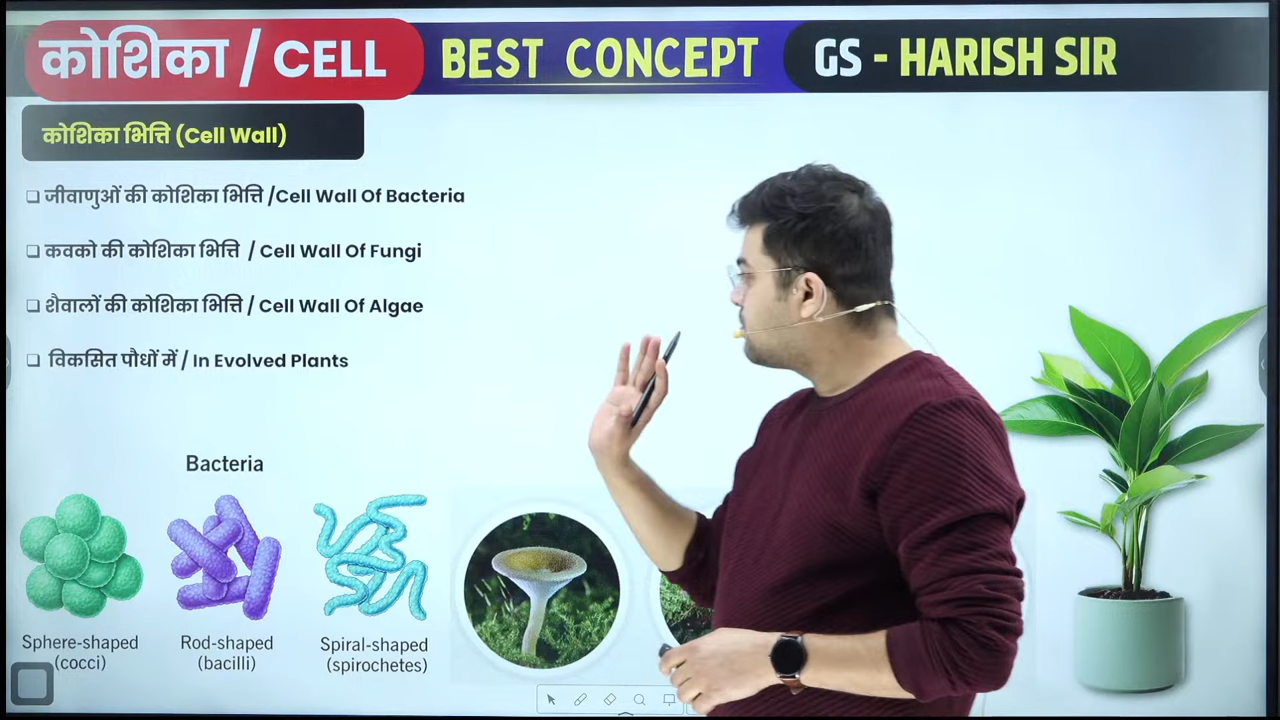 कोशिका / CELL BEST CONCEPT GS - HARISH SIR
कोशिका भित्ति (Cell Wall)
जीवाणुओं की कोशिका भित्ति /Cell Wall Of Bacteria
कवको की कोशिका भित्ति / Cell Wall Of Fungi
शैवालों की कोशिका भित्ति / Cell Wall Of Algae
विकसित पौधों में / In Evolved Plants
Bacteria
Sphere-shaped
(cocci)
Rod-shaped
(bacilli)
Spiral-shaped
(spirochetes)